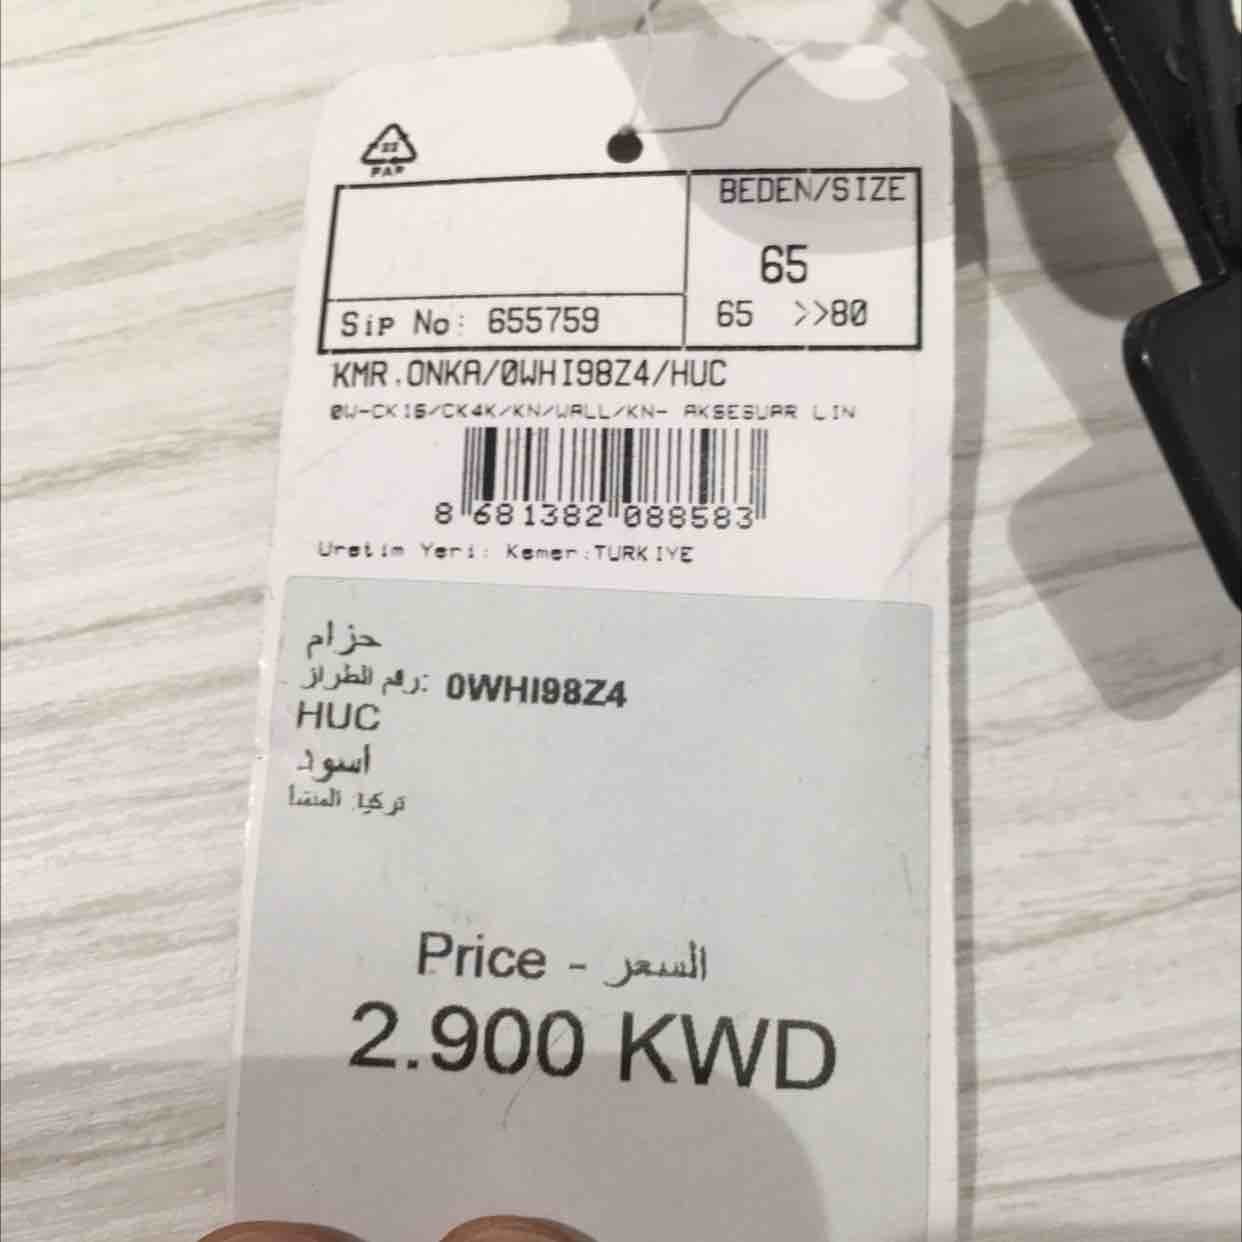 22
PAP
BEDEN/SIZE
65
65 >>80
Sip No: 655759
KMR.ONKA/0WHI98Z4/HUC
0W-CK16/CK4K/KN/WALL/KN- AKSESUAR LIN
8 681382 088583
Uretim Yeri: Kemer:TURKIYE
حزام
رقم الطراز: 0WHI98Z4
HUC
اسود
تركيا: المنشأ
Price - السعر
2.900 KWD